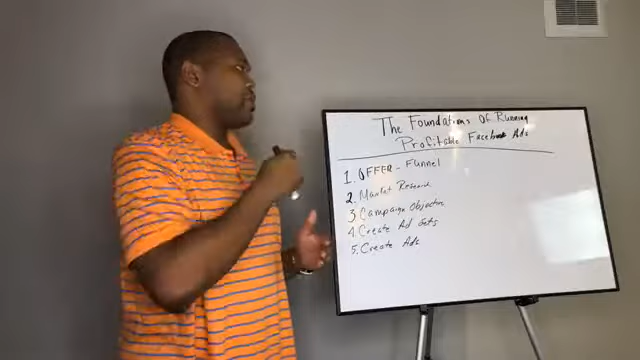 The Foundations Of Running
Profitable Facebook Ads
1. OFFER - Funnel
2. Market Research
3. Campaign Objective
4. Create Ad Sets
5. Create Ads